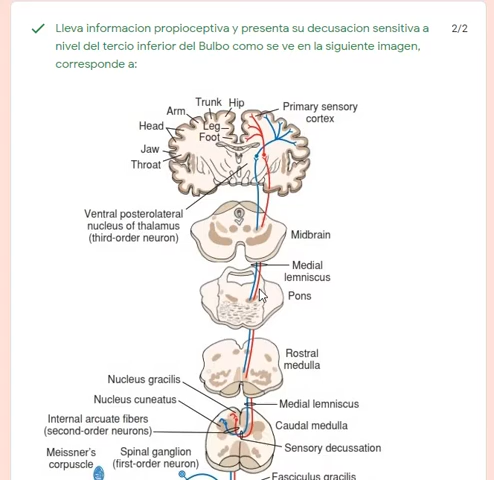 Lleva informacion propioceptiva y presenta su decusacion sensitiva a
2/2
nivel del tercio inferior del Bulbo como se ve en la siguiente imagen,
corresponde a:
Trunk Hip
Arm
Primary sensory
cortex
Head
Leg
Foot
Jaw
Throat
Ventral posterolateral
nucleus of thalamus
(third-order neuron)
Midbrain
Medial
lemniscus
Pons
Rostral
medulla
Nucleus gracilis
Nucleus cuneatus
Medial lemniscus
Internal arcuate fibers
(second-order neurons)
Caudal medulla
Sensory decussation
Meissner's
corpuscle
Spinal ganglion
(first-order neuron)
Fasciculus gracilis